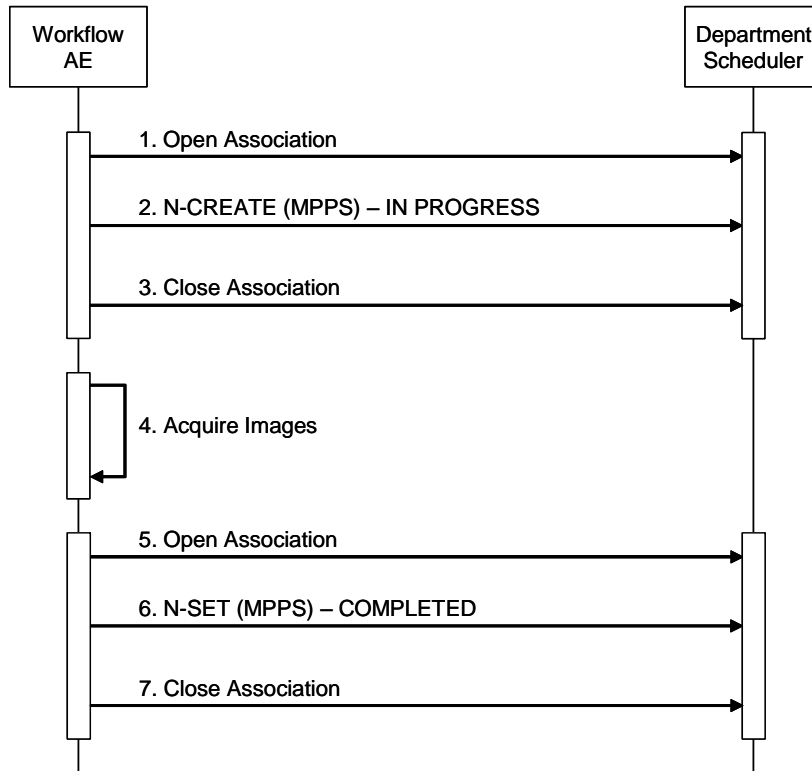 Workflow
AE
Department
Scheduler
1. Open Association
2. N-CREATE (MPPS) – IN PROGRESS
3. Close Association
4. Acquire Images
5. Open Association
6. N-SET (MPPS) – COMPLETED
7. Close Association